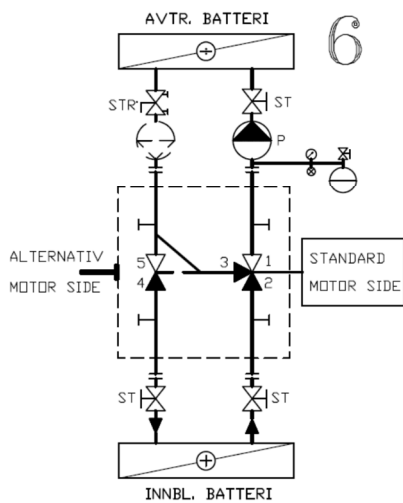 AVTR. BATTERI
6
STR.
ST
P
ALTERNATIV
MOTOR SIDE
5
4
3
1
2
STANDARD
MOTOR SIDE
ST
ST
INNBL. BATTERI